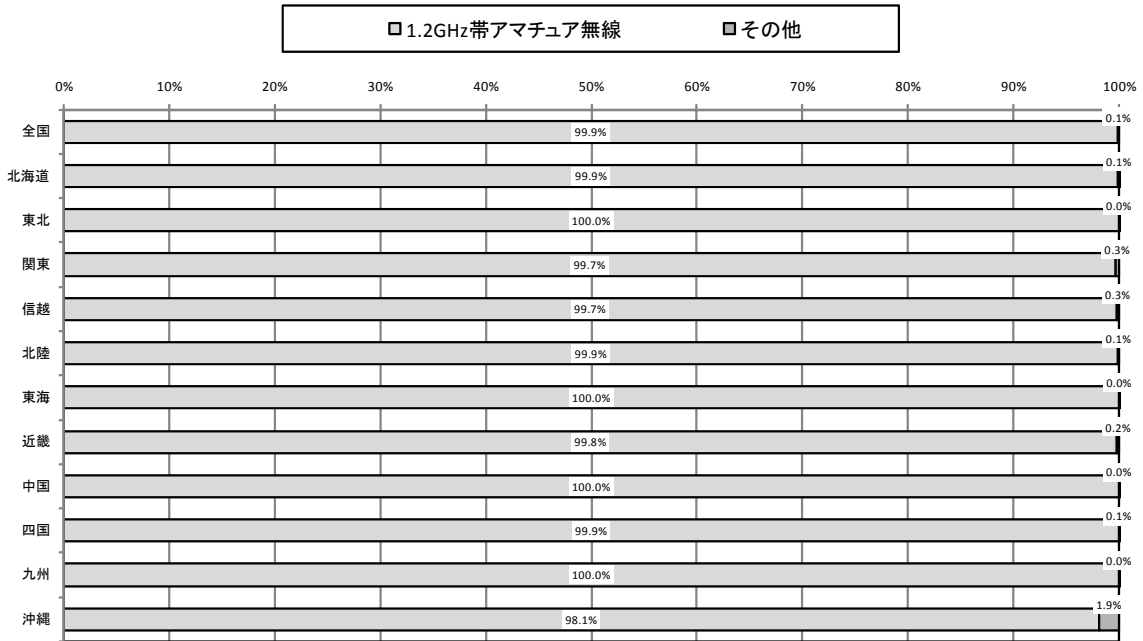 1.2GHz帯アマチュア無線 その他
0% 10% 20% 30% 40% 50% 60% 70% 80% 90% 100%
全国 99.9% 0.1%
北海道 99.9% 0.1%
東北 100.0% 0.0%
関東 99.7% 0.3%
信越 99.7% 0.3%
北陸 99.9% 0.1%
東海 100.0% 0.0%
近畿 99.8% 0.2%
中国 100.0% 0.0%
四国 99.9% 0.1%
九州 100.0% 0.0%
沖縄 98.1% 1.9%